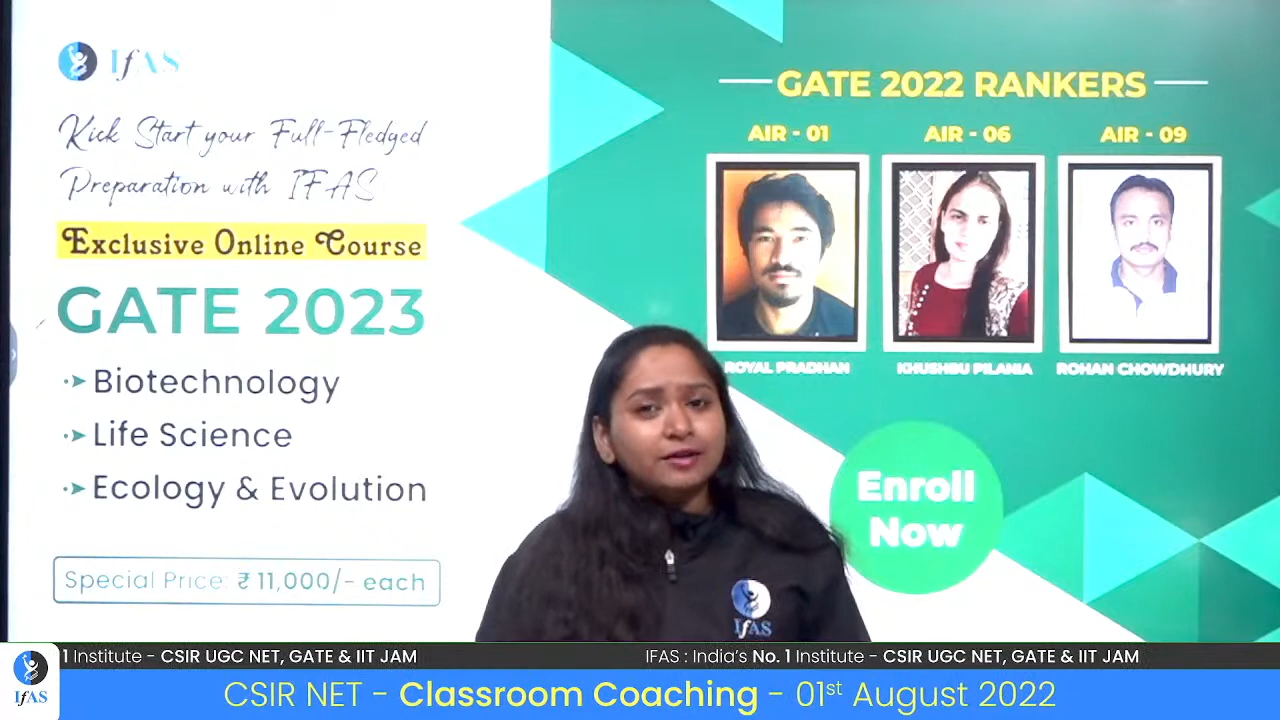 IfAS
Kick Start your Full-Fledged
Preparation with IFAS
Exclusive Online Course
GATE 2023
Biotechnology
Life Science
Ecology & Evolution
Special Price: ₹ 11,000/- each
GATE 2022 RANKERS
AIR - 01
AIR - 06
AIR - 09
ROYAL PRADHAN
KHUSHBU PILANIA
ROHAN CHOWDHURY
Enroll
Now
IfAS
1 Institute - CSIR UGC NET, GATE & IIT JAM
IFAS : India's No. 1 Institute - CSIR UGC NET, GATE & IIT JAM
IfAS
CSIR NET - Classroom Coaching - 01st August 2022